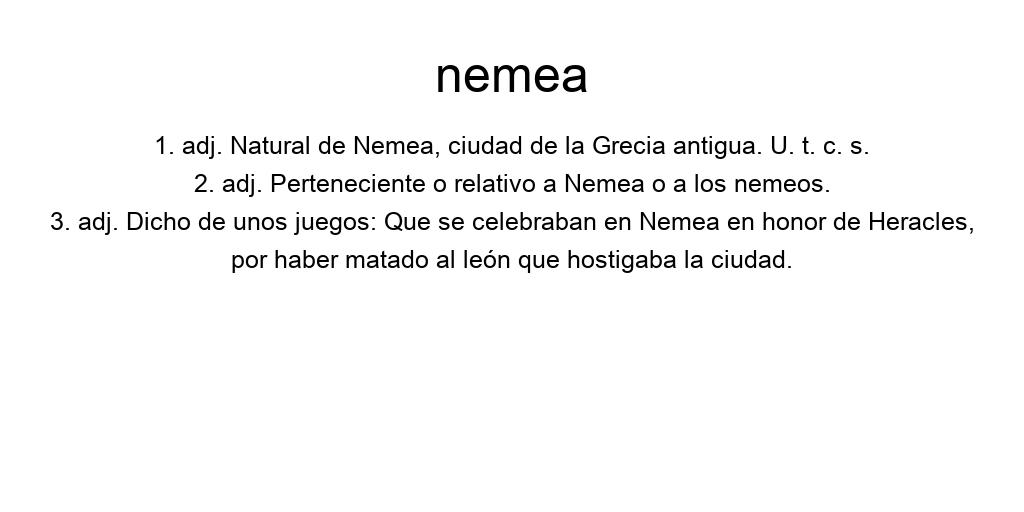 nemea
1. adj. Natural de Nemea, ciudad de la Grecia antigua. U. t. c. s.
2. adj. Perteneciente o relativo a Nemea o a los nemeos.
3. adj. Dicho de unos juegos: Que se celebraban en Nemea en honor de Heracles,
por haber matado al león que hostigaba la ciudad.